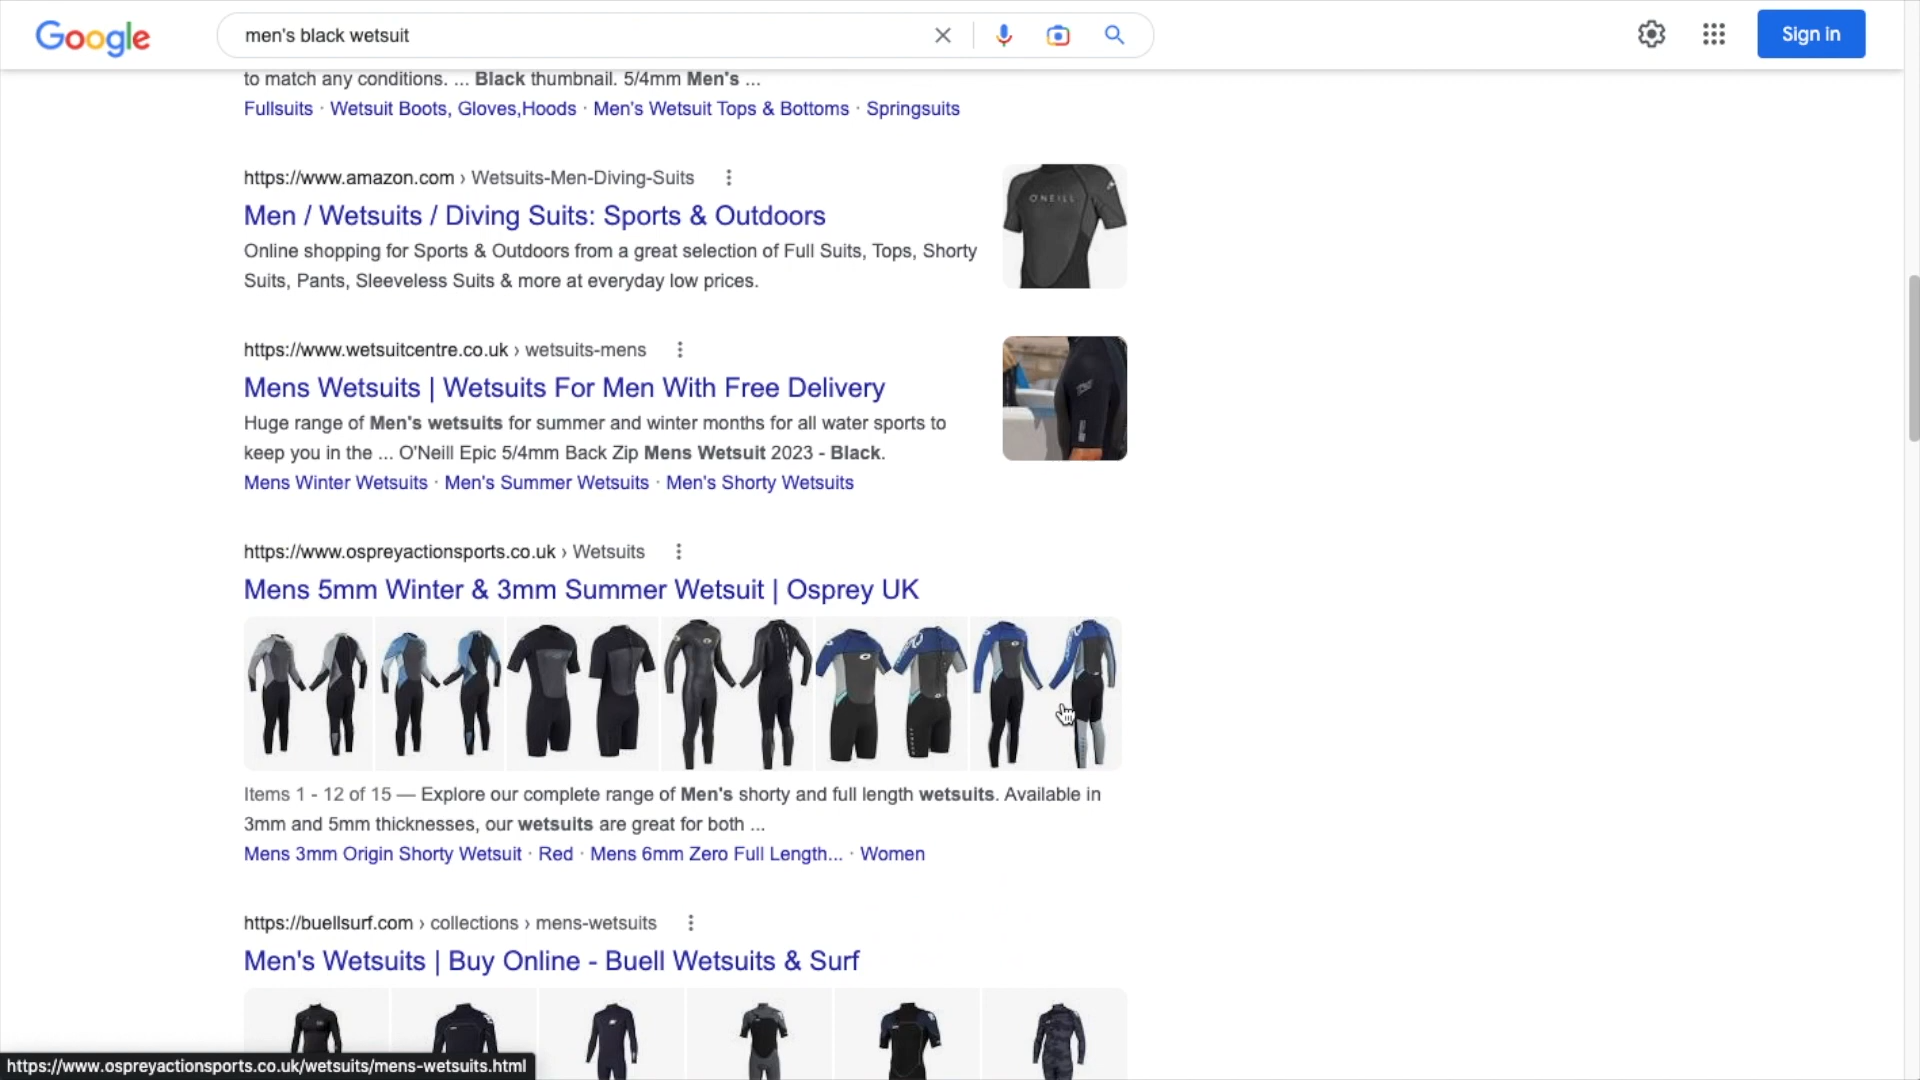 Google
men's black wetsuit
Sign in
to match any conditions. ... Black thumbnail. 5/4mm Men's ...
Fullsuits · Wetsuit Boots, Gloves,Hoods · Men's Wetsuit Tops & Bottoms · Springsuits
https://www.amazon.com › Wetsuits-Men-Diving-Suits
Men / Wetsuits / Diving Suits: Sports & Outdoors
Online shopping for Sports & Outdoors from a great selection of Full Suits, Tops, Shorty
Suits, Pants, Sleeveless Suits & more at everyday low prices.
O'NEILL
https://www.wetsuitcentre.co.uk › wetsuits-mens
Mens Wetsuits | Wetsuits For Men With Free Delivery
Huge range of Men's wetsuits for summer and winter months for all water sports to
keep you in the ... O'Neill Epic 5/4mm Back Zip Mens Wetsuit 2023 - Black.
Mens Winter Wetsuits · Men's Summer Wetsuits · Men's Shorty Wetsuits
https://www.ospreyactionsports.co.uk › Wetsuits
Mens 5mm Winter & 3mm Summer Wetsuit | Osprey UK
Items 1 - 12 of 15 — Explore our complete range of Men's shorty and full length wetsuits. Available in
3mm and 5mm thicknesses, our wetsuits are great for both ...
Mens 3mm Origin Shorty Wetsuit · Red · Mens 6mm Zero Full Length... · Women
https://buellsurf.com › collections › mens-wetsuits
Men's Wetsuits | Buy Online - Buell Wetsuits & Surf
https://www.ospreyactionsports.co.uk/wetsuits/mens-wetsuits.html